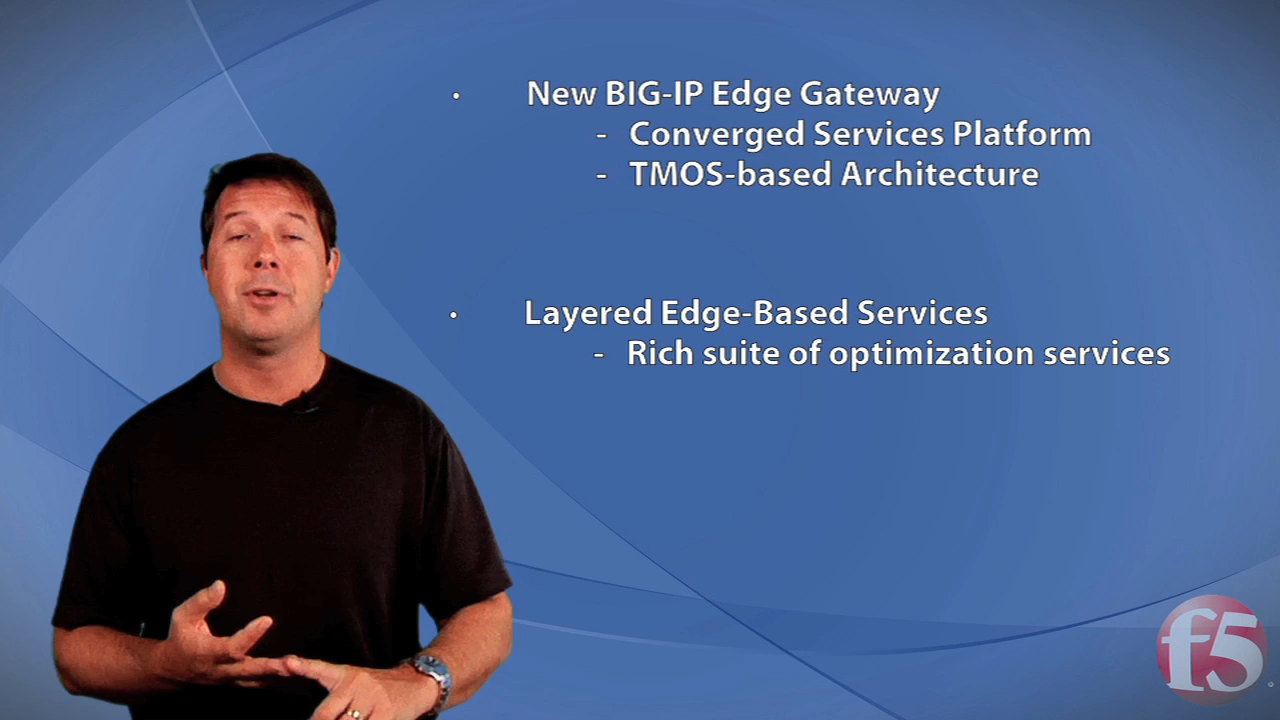 · New BIG-IP Edge Gateway
- Converged Services Platform
- TMOS-based Architecture
· Layered Edge-Based Services
- Rich suite of optimization services
f5